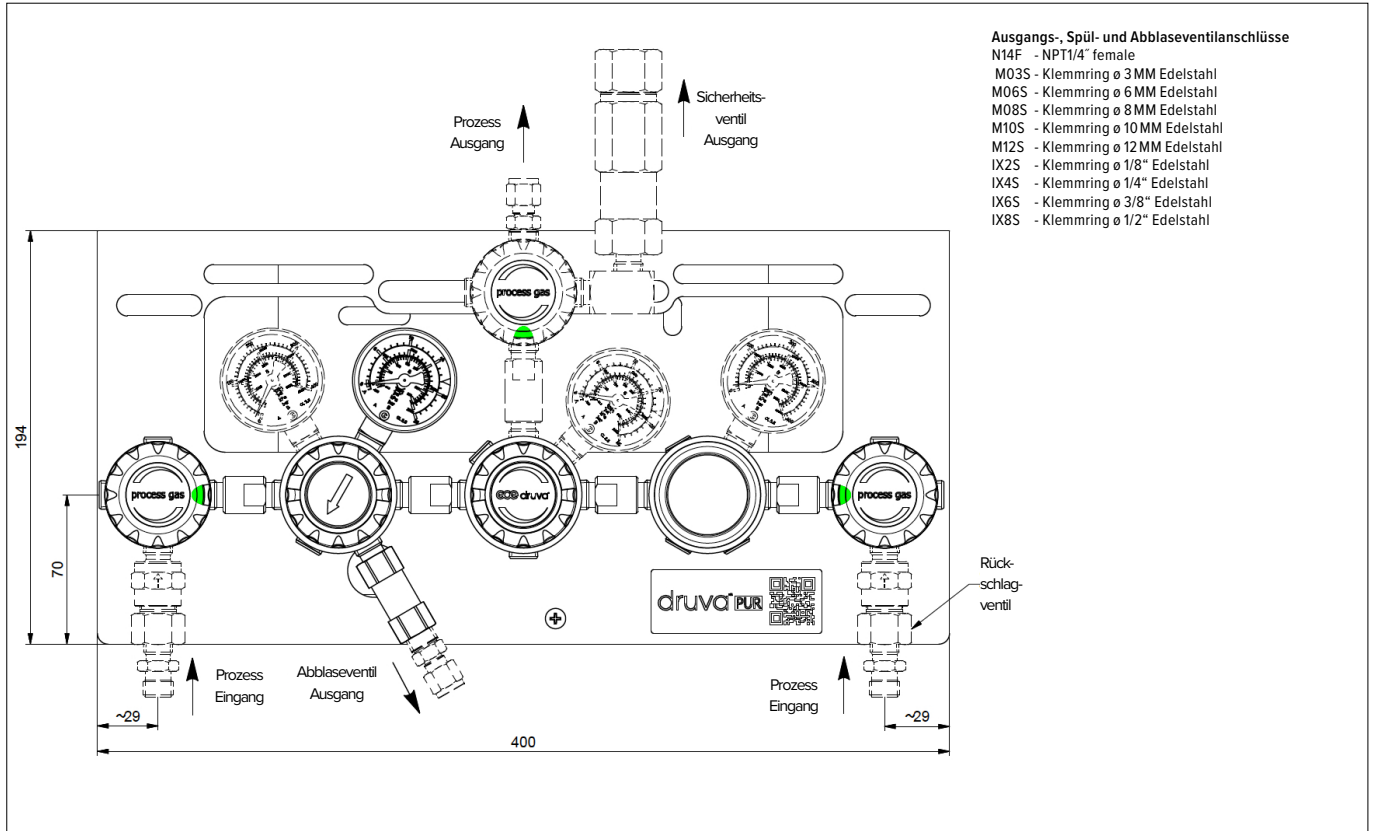 Ausgangs-, Spül- und Abblaseventilanschlüsse
N14F - NPT1/4˝ female
M03S - Klemmring ø 3 MM Edelstahl
M06S - Klemmring ø 6 MM Edelstahl
M08S - Klemmring ø 8 MM Edelstahl
M10S - Klemmring ø 10 MM Edelstahl
M12S - Klemmring ø 12 MM Edelstahl
IX2S - Klemmring ø 1/8“ Edelstahl
IX4S - Klemmring ø 1/4“ Edelstahl
IX6S - Klemmring ø 3/8“ Edelstahl
IX8S - Klemmring ø 1/2“ Edelstahl
Prozess
Ausgang
Sicherheits-
ventil
Ausgang
process gas
194
70
process gas
eco druva
process gas
druva PUR
Rück-
schlag-
ventil
Prozess
Eingang
Abblaseventil
Ausgang
Prozess
Eingang
~29
~29
400